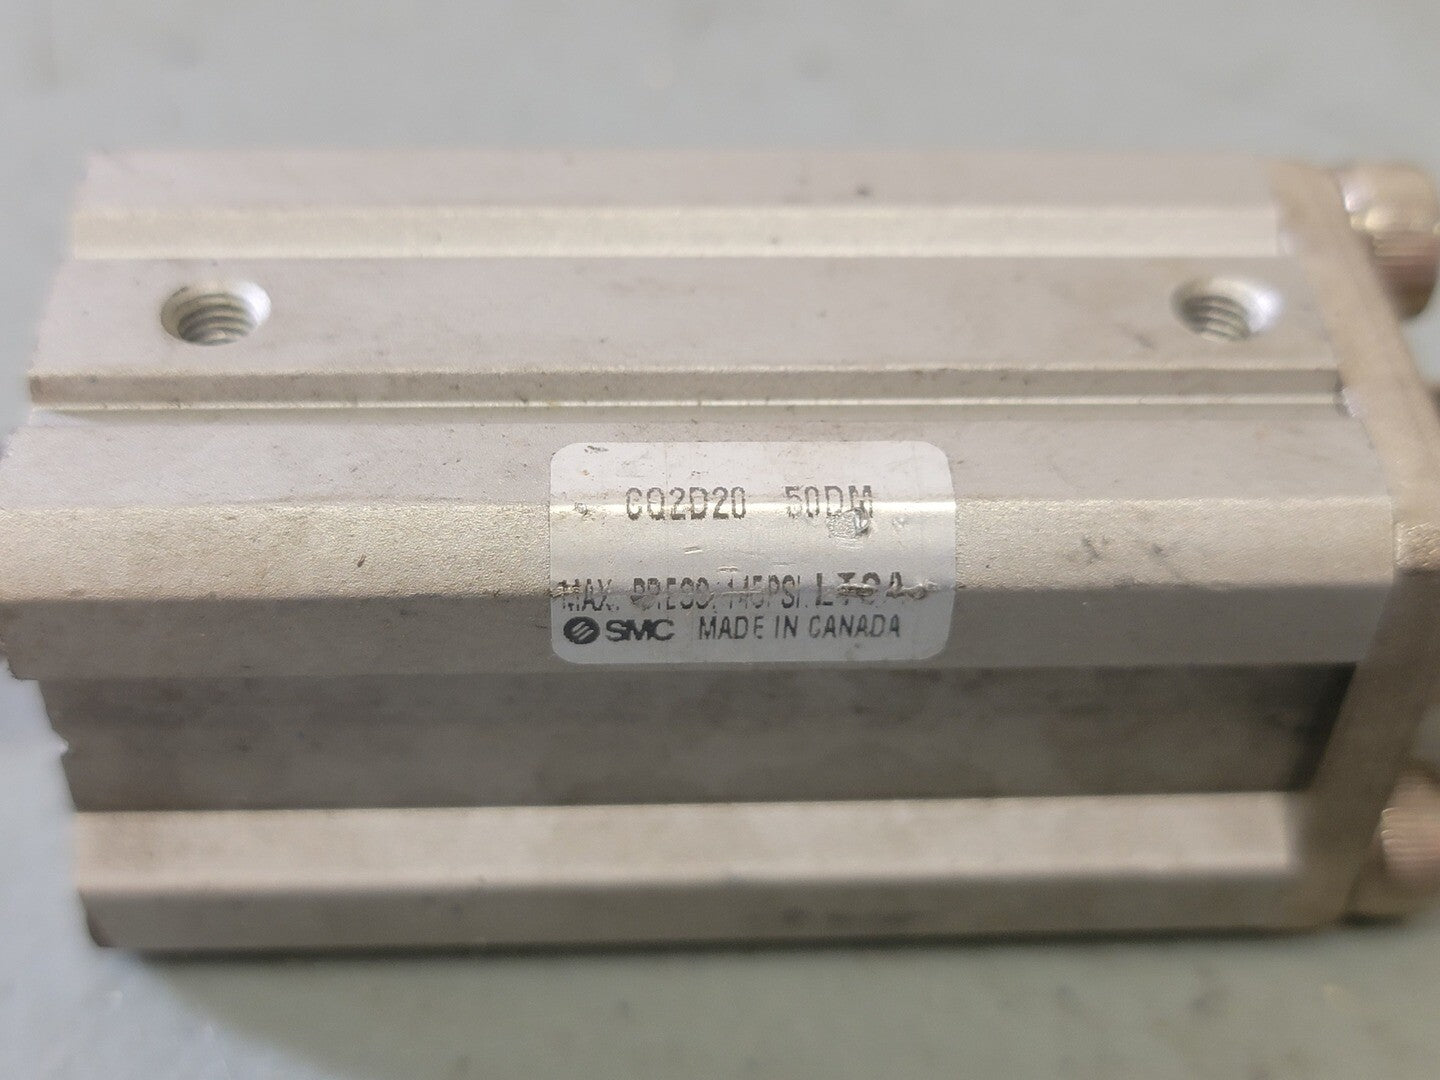 CQ2D20 50DM
MAX. PRESS. 145PSI.
SMC MADE IN CANADA